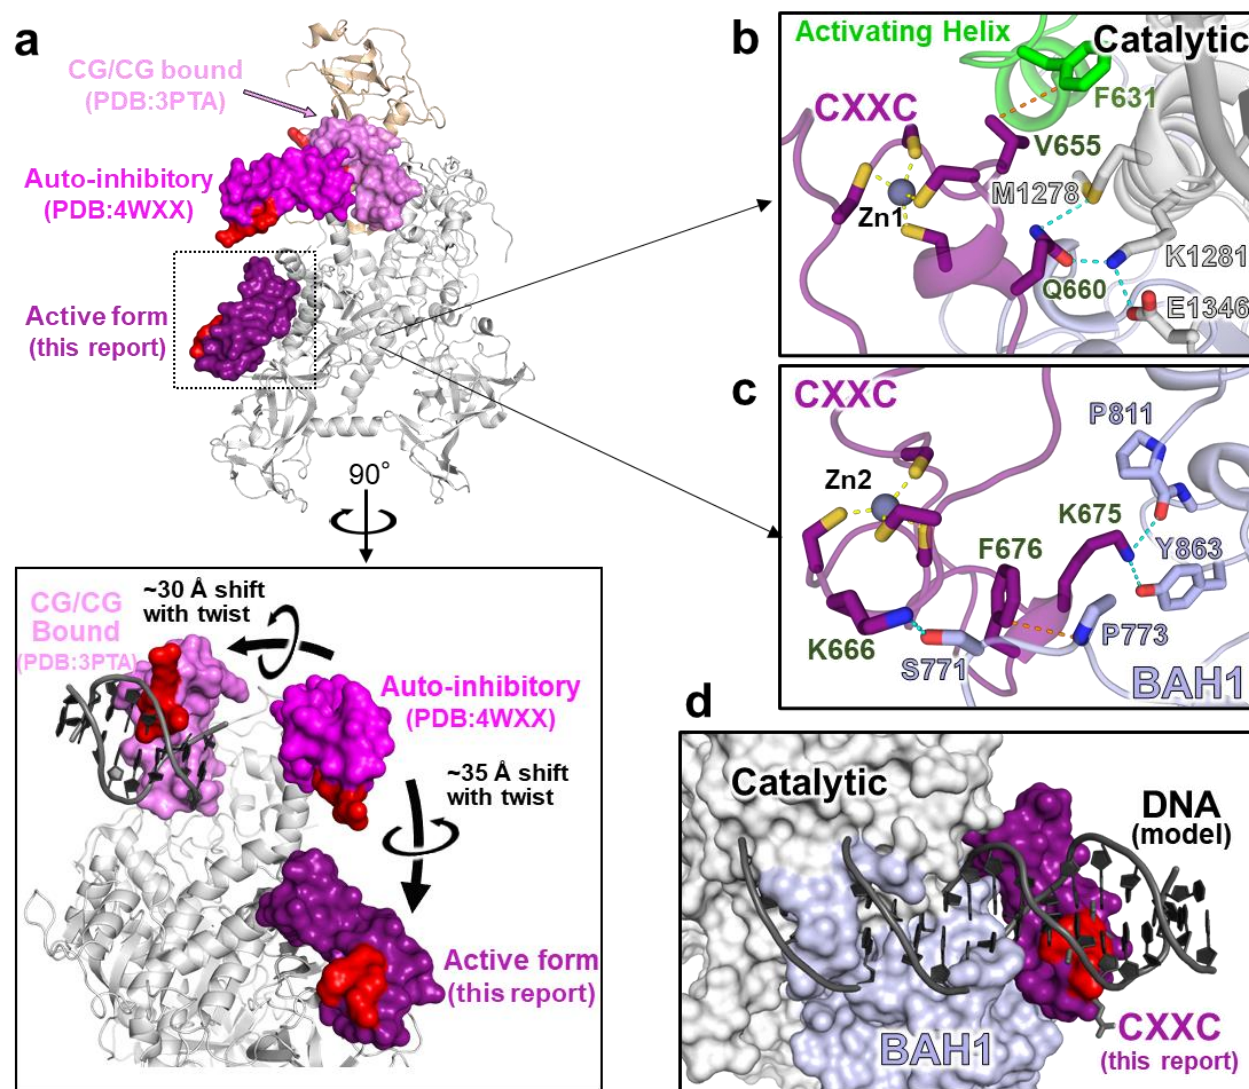 a
CG/CG bound
(PDB:3PTA)
Auto-inhibitory
(PDB:4WXX)
Active form
(this report)
90°
CG/CG
Bound
(PDB:3PTA)
~30 Å shift
with twist
Auto-inhibitory
(PDB:4WXX)
~35 Å shift
with twist
Active form
(this report)
b
Activating Helix
Catalytic
CXXC
F631
V655
M1278
Zn1
K1281
Q660
E1346
c
CXXC
P811
Zn2
K675
F676
Y863
K666
S771
P773
BAH1
d
Catalytic
DNA
(model)
BAH1
CXXC
(this report)